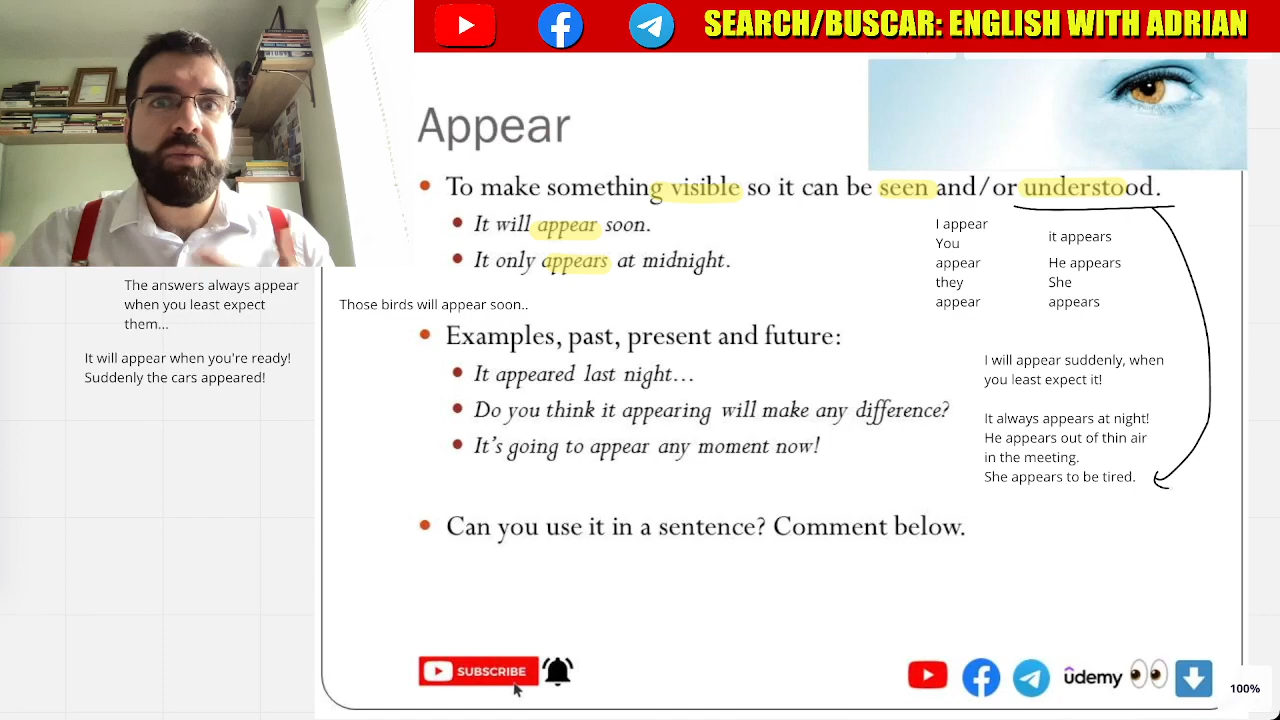 SEARCH/BUSCAR: ENGLISH WITH ADRIAN
Appear
To make something visible so it can be seen and/or understood.
It will appear soon.
It only appears at midnight.
I appear
You
appear
they
appear
it appears
He appears
She
appears
The answers always appear
when you least expect
them...
It will appear when you're ready!
Suddenly the cars appeared!
Those birds will appear soon..
Examples, past, present and future:
It appeared last night…
Do you think it appearing will make any difference?
It's going to appear any moment now!
I will appear suddenly, when
you least expect it!
It always appears at night!
He appears out of thin air
in the meeting.
She appears to be tired.
Can you use it in a sentence? Comment below.
SUBSCRIBE
ûdemy
100%